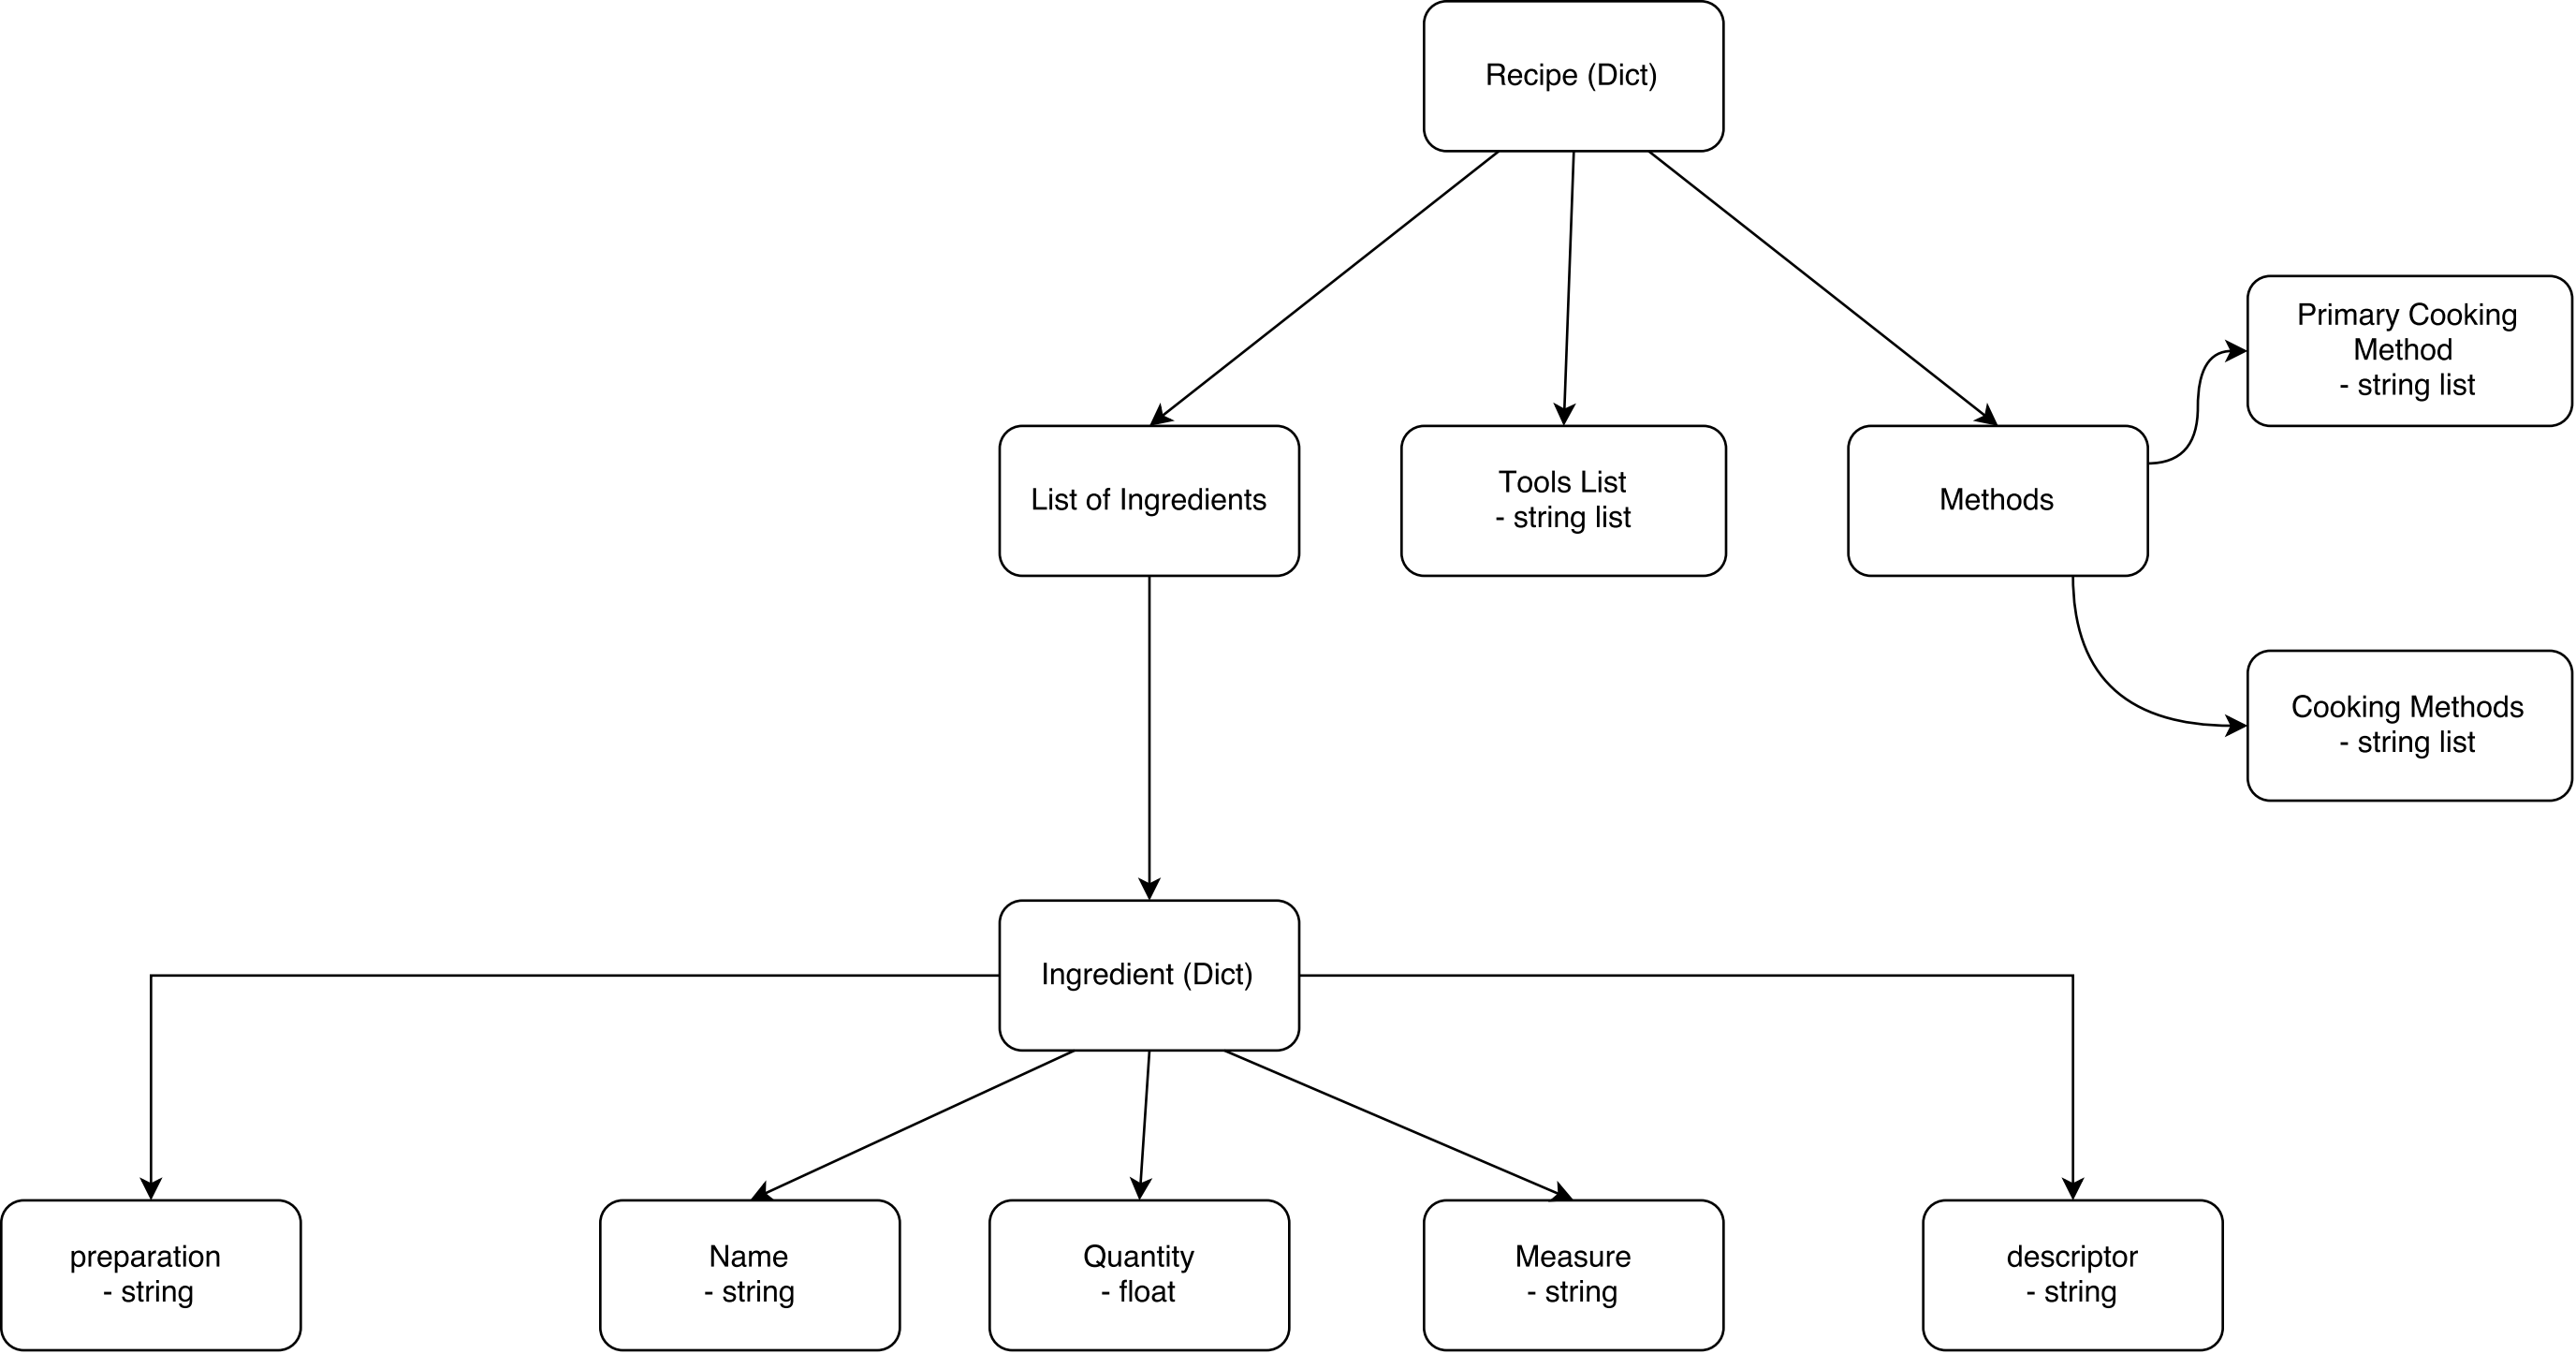 Recipe (Dict)
Primary Cooking
Method
- string list
List of Ingredients
Tools List
- string list
Methods
Cooking Methods
- string list
Ingredient (Dict)
preparation
- string
Name
- string
Quantity
- float
Measure
- string
descriptor
- string